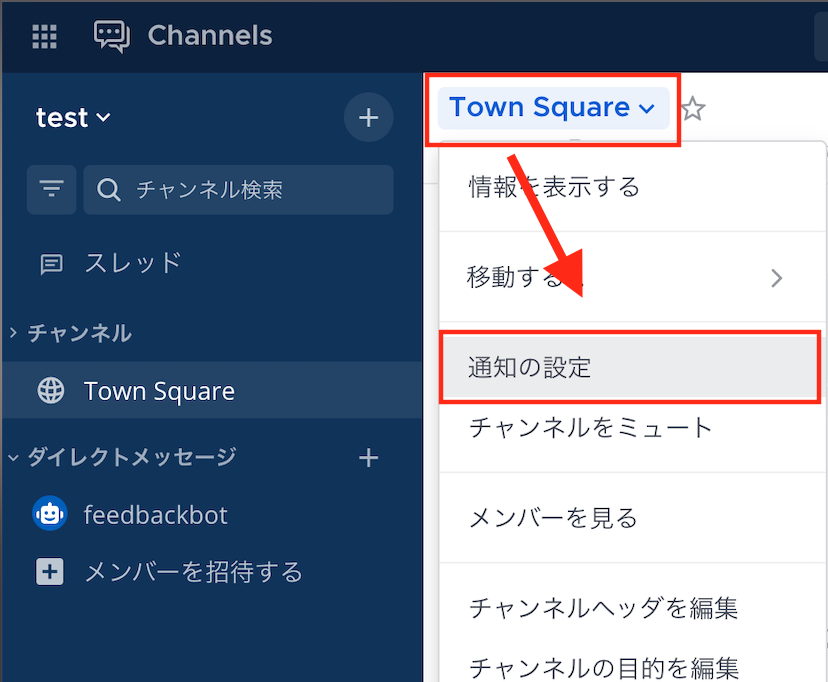 Channels
test
チャンネル検索
スレッド
チャンネル
Town Square
ダイレクトメッセージ
feedbackbot
メンバーを招待する
Town Square
情報を表示する
移動する
通知の設定
チャンネルをミュート
メンバーを見る
チャンネルヘッダを編集
チャンネルの目的を編集